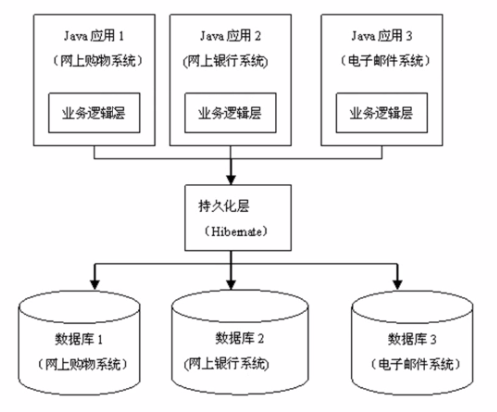 Java 应用 1
（网上购物系统）
业务逻辑层
Java 应用 2
(网上银行系统)
业务逻辑层
Java 应用 3
（电子邮件系统）
业务逻辑层
持久化层
（Hibernate）
数据库 1
（网上购物系统）
数据库 2
(网上银行系统)
数据库 3
（电子邮件系统）